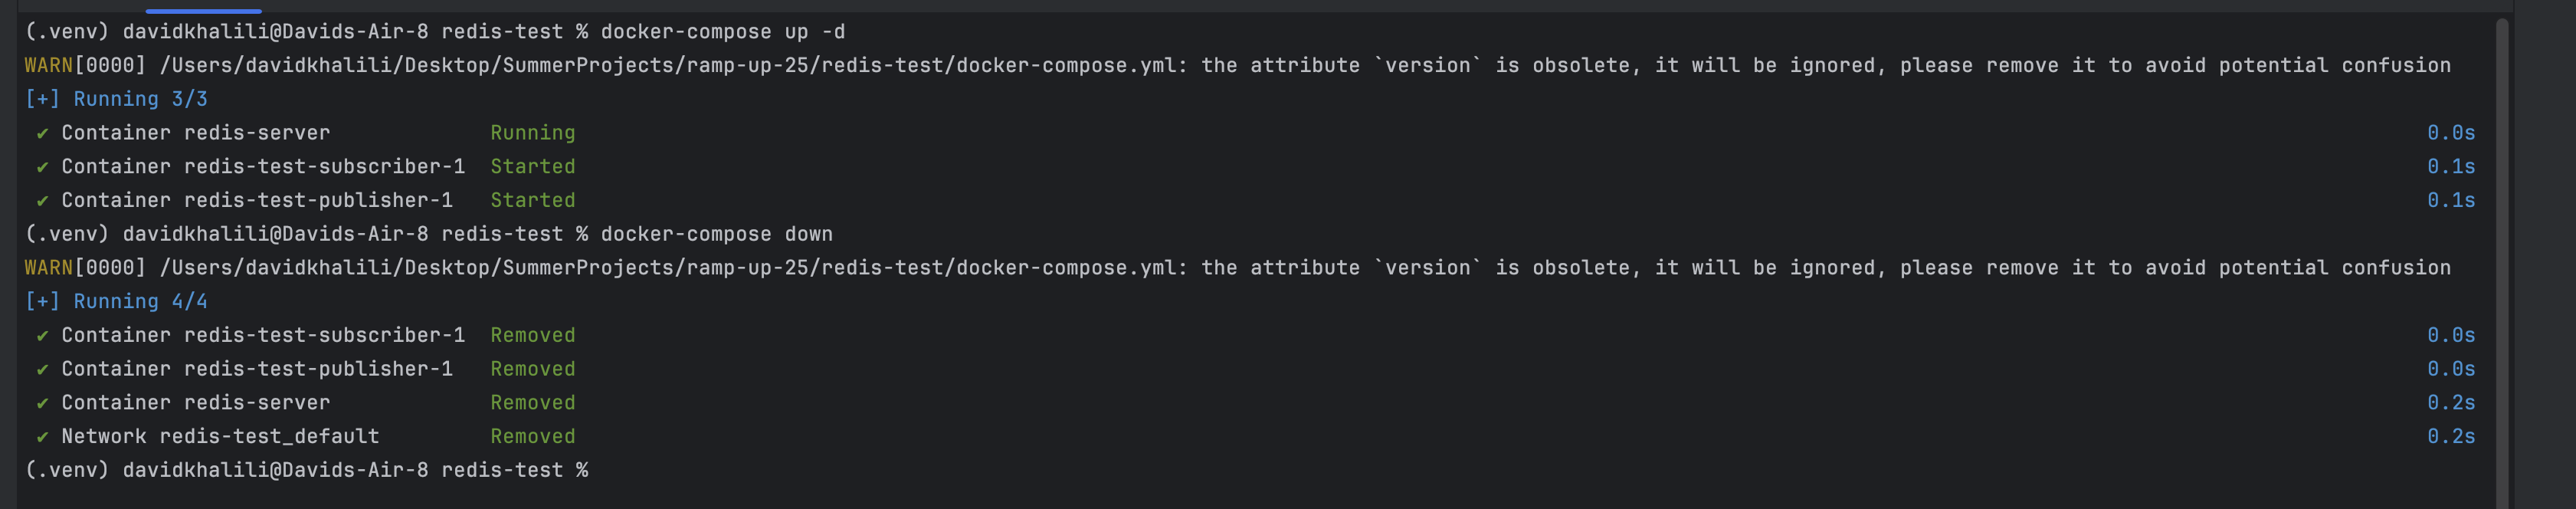 (.venv) davidkhalili@Davids-Air-8 redis-test % docker-compose up -d
WARN[0000] /Users/davidkhalili/Desktop/SummerProjects/ramp-up-25/redis-test/docker-compose.yml: the attribute `version` is obsolete, it will be ignored, please remove it to avoid potential confusion
[+] Running 3/3
✔ Container redis-server Running 0.0s
✔ Container redis-test-subscriber-1 Started 0.1s
✔ Container redis-test-publisher-1 Started 0.1s
(.venv) davidkhalili@Davids-Air-8 redis-test % docker-compose down
WARN[0000] /Users/davidkhalili/Desktop/SummerProjects/ramp-up-25/redis-test/docker-compose.yml: the attribute `version` is obsolete, it will be ignored, please remove it to avoid potential confusion
[+] Running 4/4
✔ Container redis-test-subscriber-1 Removed 0.0s
✔ Container redis-test-publisher-1 Removed 0.0s
✔ Container redis-server Removed 0.2s
✔ Network redis-test_default Removed 0.2s
(.venv) davidkhalili@Davids-Air-8 redis-test %